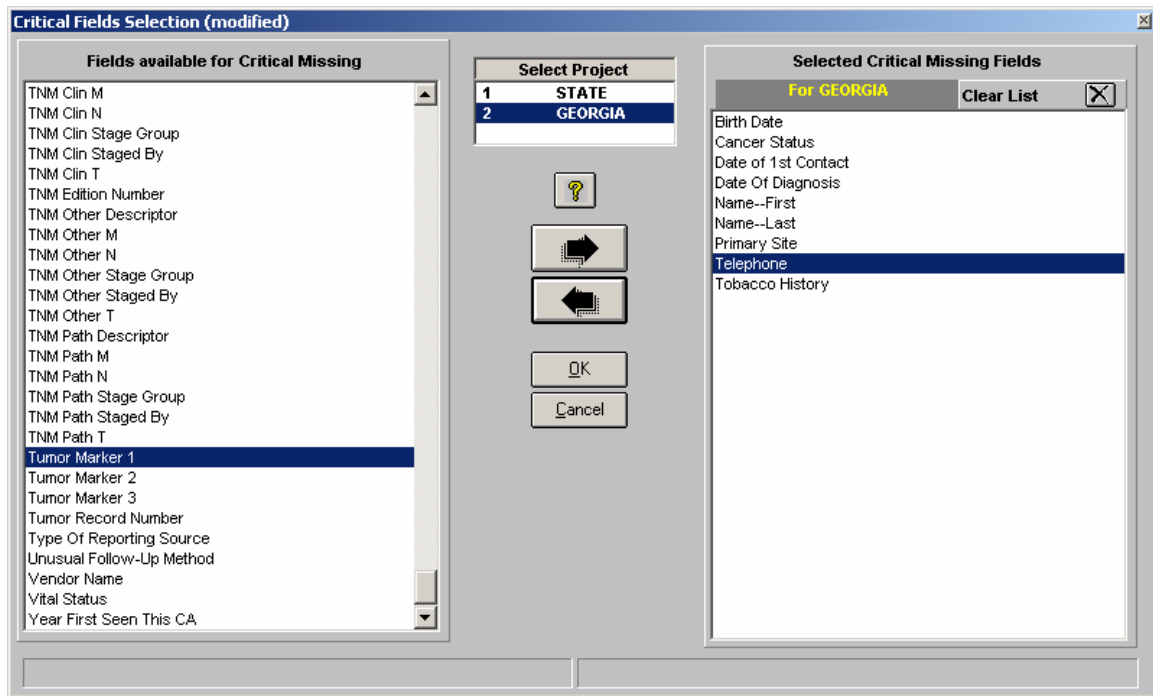 Critical Fields Selection (modified)
Fields available for Critical Missing
TNM Clin M
TNM Clin N
TNM Clin Stage Group
TNM Clin Staged By
TNM Clin T
TNM Edition Number
TNM Other Descriptor
TNM Other M
TNM Other N
TNM Other Stage Group
TNM Other Staged By
TNM Other T
TNM Path Descriptor
TNM Path M
TNM Path N
TNM Path Stage Group
TNM Path Staged By
TNM Path T
Tumor Marker 1
Tumor Marker 2
Tumor Marker 3
Tumor Record Number
Type Of Reporting Source
Unusual Follow-Up Method
Vendor Name
Vital Status
Year First Seen This CA
Select Project
1 STATE
2 GEORGIA
?
OK
Cancel
Selected Critical Missing Fields
For GEORGIA Clear List
Birth Date
Cancer Status
Date of 1st Contact
Date Of Diagnosis
Name--First
Name--Last
Primary Site
Telephone
Tobacco History